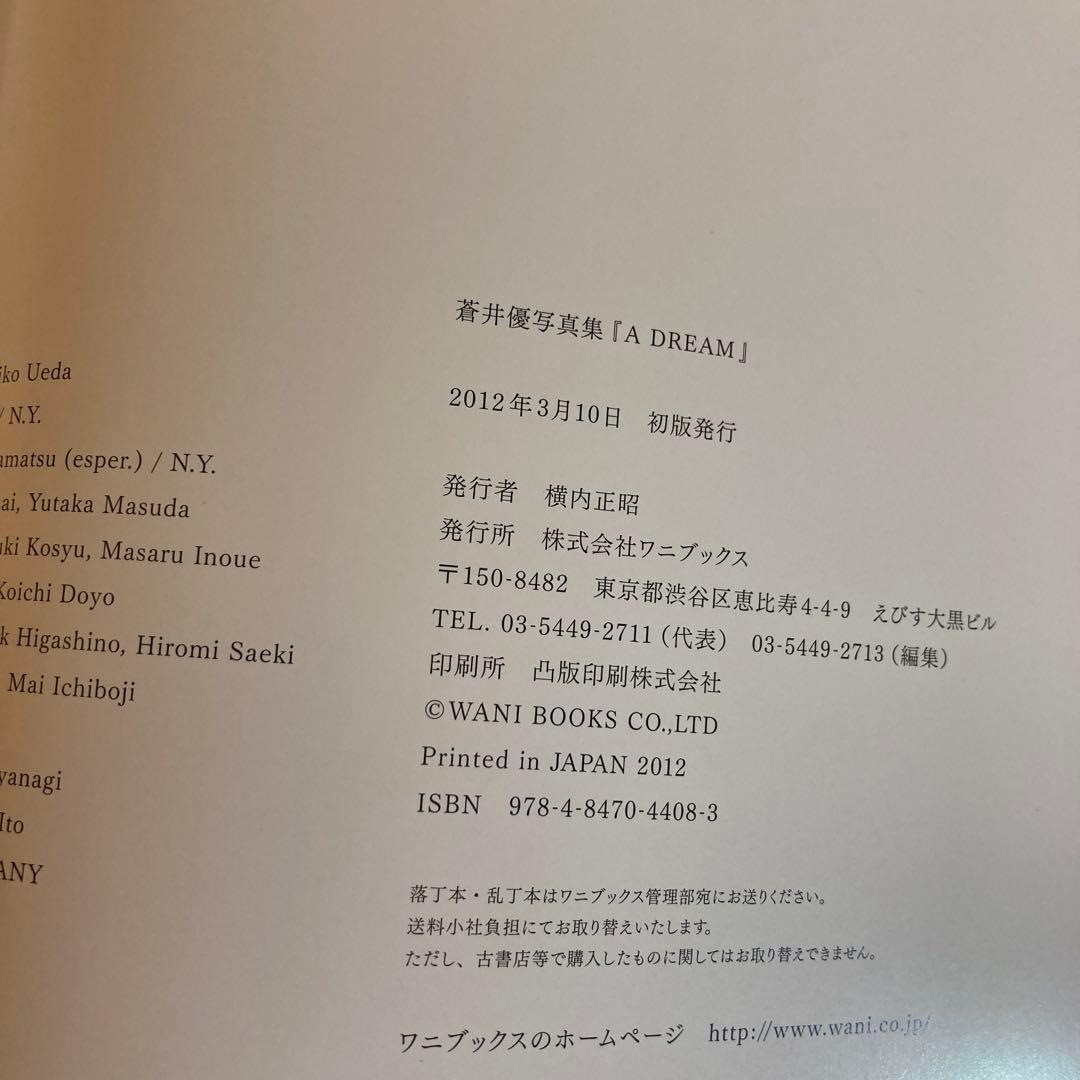 iko Ueda
/ N.Y.
amatsu (esper.) / N.Y.
ai, Yutaka Masuda
uki Kosyu, Masaru Inoue
Koichi Doyo
k Higashino, Hiromi Saeki
Mai Ichiboji
yanagi
Ito
ANY
蒼井優写真集『A DREAM』
2012年3月10日　初版発行
発行者　横内正昭
発行所　株式会社ワニブックス
〒150-8482　東京都渋谷区恵比寿4-4-9　えびす大黒ビル
TEL. 03-5449-2711（代表）　03-5449-2713（編集）
印刷所　凸版印刷株式会社
©WANI BOOKS CO.,LTD
Printed in JAPAN 2012
ISBN　978-4-8470-4408-3
落丁本・乱丁本はワニブックス管理部宛にお送りください。
送料小社負担にてお取り替えいたします。
ただし、古書店等で購入したものに関してはお取り替えできません。
ワニブックスのホームページ　http://www.wani.co.jp/